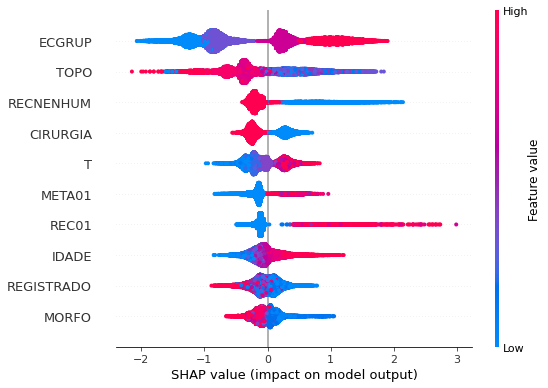 High
ECGRUP
TOPO
RECNENHUM
CIRURGIA
T
META01
REC01
IDADE
REGISTRADO
MORFO
Feature value
Low
−2 −1 0 1 2 3
SHAP value (impact on model output)